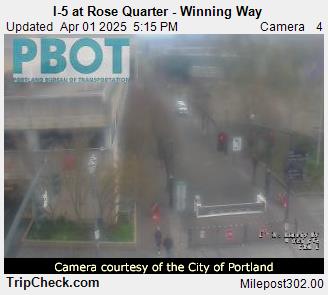 I-5 at Rose Quarter - Winning Way
Updated Apr 01 2025 5:15 PM Camera 4
PBOT
PORTLAND BUREAU OF TRANSPORTATION
Camera courtesy of the City of Portland
TripCheck.com Milepost302.00